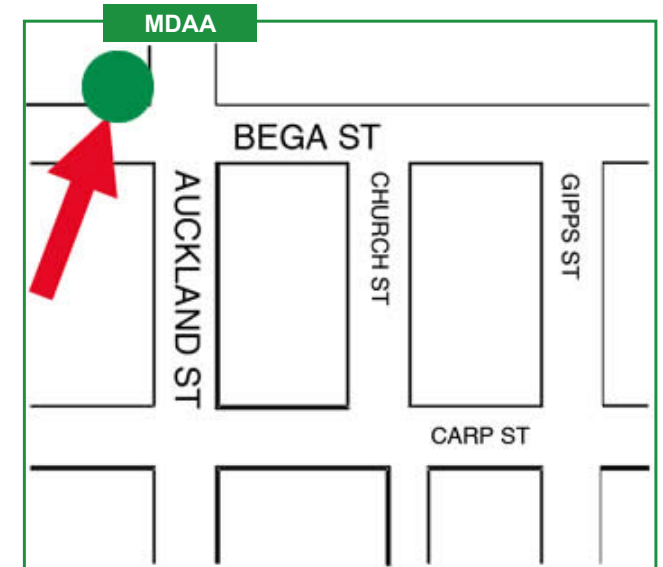 MDAA
BEGA ST
AUCKLAND ST
CHURCH ST
GIPPS ST
CARP ST